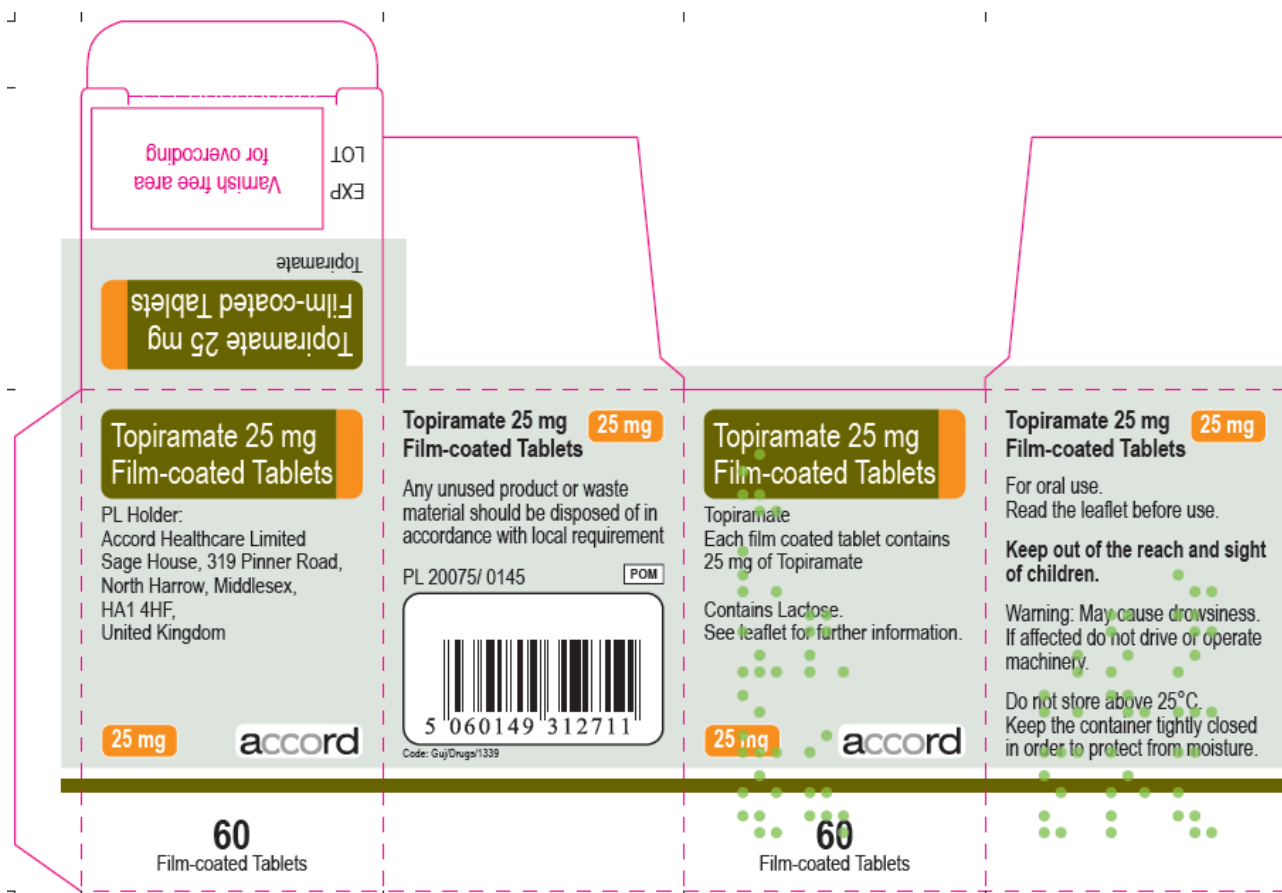 Varnish free area
for overcoding
EXP
LOT
Topiramate 25 mg
Film-coated Tablets
Topiramate
Topiramate 25 mg
Film-coated Tablets
PL Holder:
Accord Healthcare Limited
Sage House, 319 Pinner Road,
North Harrow, Middlesex,
HA1 4HF,
United Kingdom
25 mg
accord
60
Film-coated Tablets
Topiramate 25 mg
Film-coated Tablets
25 mg
Any unused product or waste
material should be disposed of in
accordance with local requirement
PL 20075/ 0145
POM
5 060149 312711
Code: Guj/Drugs/1339
Topiramate 25 mg
Film-coated Tablets
Topiramate
Each film coated tablet contains
25 mg of Topiramate
Contains Lactose.
See leaflet for further information.
25 mg
accord
60
Film-coated Tablets
Topiramate 25 mg
Film-coated Tablets
25 mg
For oral use.
Read the leaflet before use.
Keep out of the reach and sight
of children.
Warning: May cause drowsiness.
If affected do not drive or operate
machinery.
Do not store above 25°C.
Keep the container tightly closed
in order to protect from moisture.